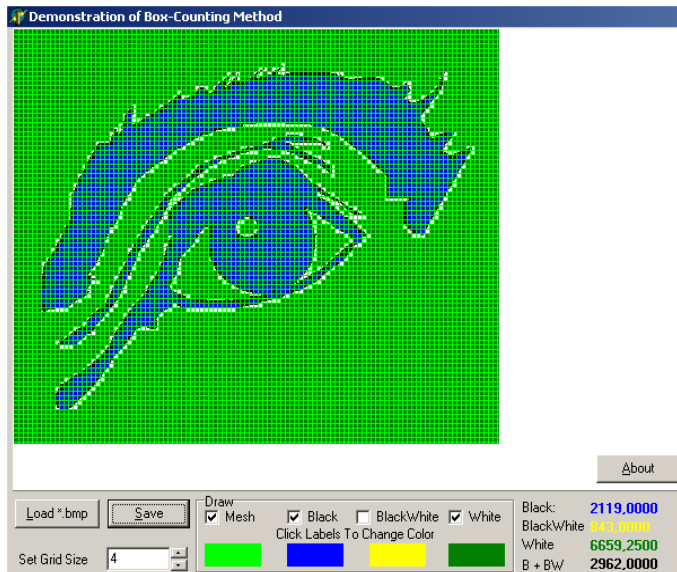 Demonstration of Box-Counting Method
About
Load *.bmp
Save
Draw
Mesh
Black
BlackWhite
White
Click Labels To Change Color
Set Grid Size
4
Black: 2119,0000
BlackWhite 843,0000
White 6659,2500
B + BW 2962,0000